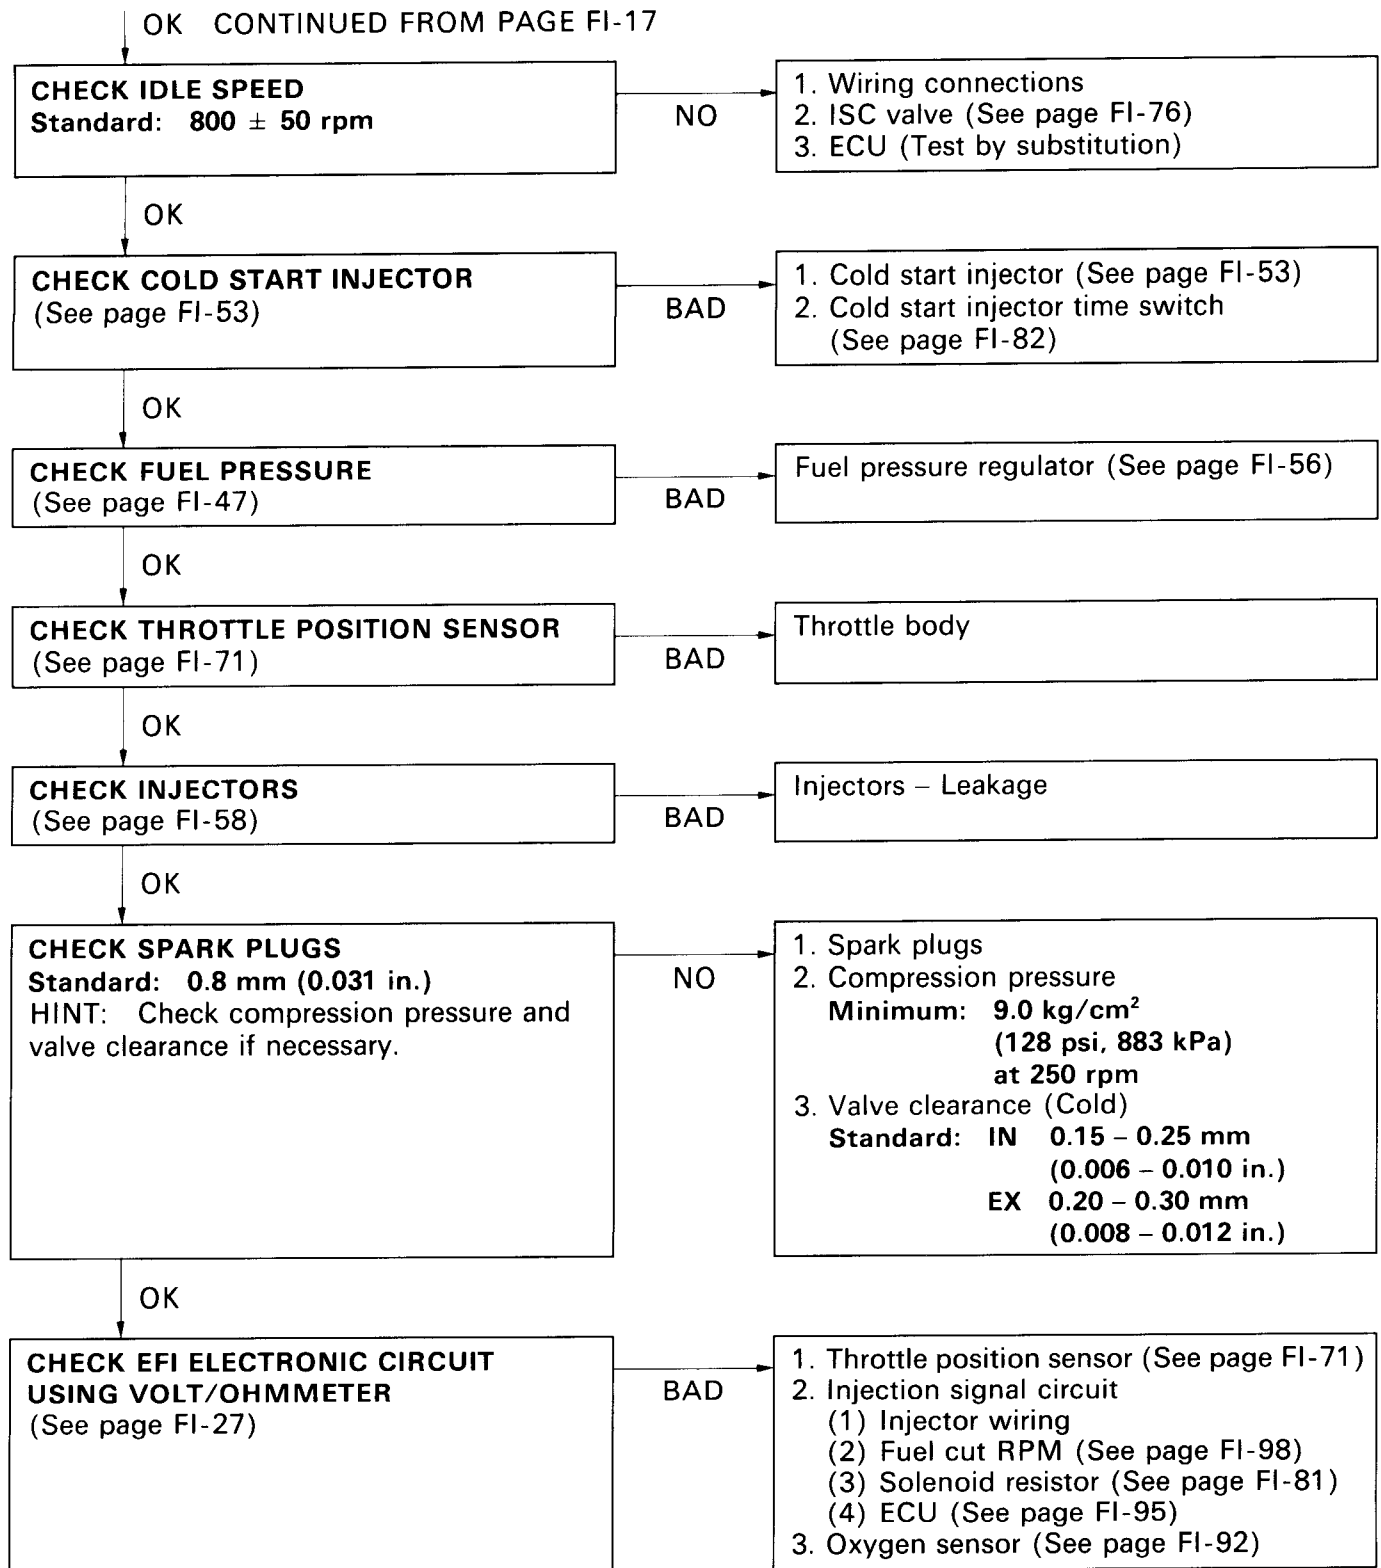 OK CONTINUED FROM PAGE FI-17
CHECK IDLE SPEED
Standard: 800 ± 50 rpm
NO
1. Wiring connections
2. ISC valve (See page FI-76)
3. ECU (Test by substitution)
OK
CHECK COLD START INJECTOR
(See page FI-53)
BAD
1. Cold start injector (See page FI-53)
2. Cold start injector time switch
(See page FI-82)
OK
CHECK FUEL PRESSURE
(See page FI-47)
BAD
Fuel pressure regulator (See page FI-56)
OK
CHECK THROTTLE POSITION SENSOR
(See page FI-71)
BAD
Throttle body
OK
CHECK INJECTORS
(See page FI-58)
BAD
Injectors – Leakage
OK
CHECK SPARK PLUGS
Standard: 0.8 mm (0.031 in.)
HINT: Check compression pressure and
valve clearance if necessary.
NO
1. Spark plugs
2. Compression pressure
Minimum: 9.0 kg/cm²
(128 psi, 883 kPa)
at 250 rpm
3. Valve clearance (Cold)
Standard: IN 0.15 – 0.25 mm
(0.006 – 0.010 in.)
EX 0.20 – 0.30 mm
(0.008 – 0.012 in.)
OK
CHECK EFI ELECTRONIC CIRCUIT
USING VOLT/OHMMETER
(See page FI-27)
BAD
1. Throttle position sensor (See page FI-71)
2. Injection signal circuit
(1) Injector wiring
(2) Fuel cut RPM (See page FI-98)
(3) Solenoid resistor (See page FI-81)
(4) ECU (See page FI-95)
3. Oxygen sensor (See page FI-92)